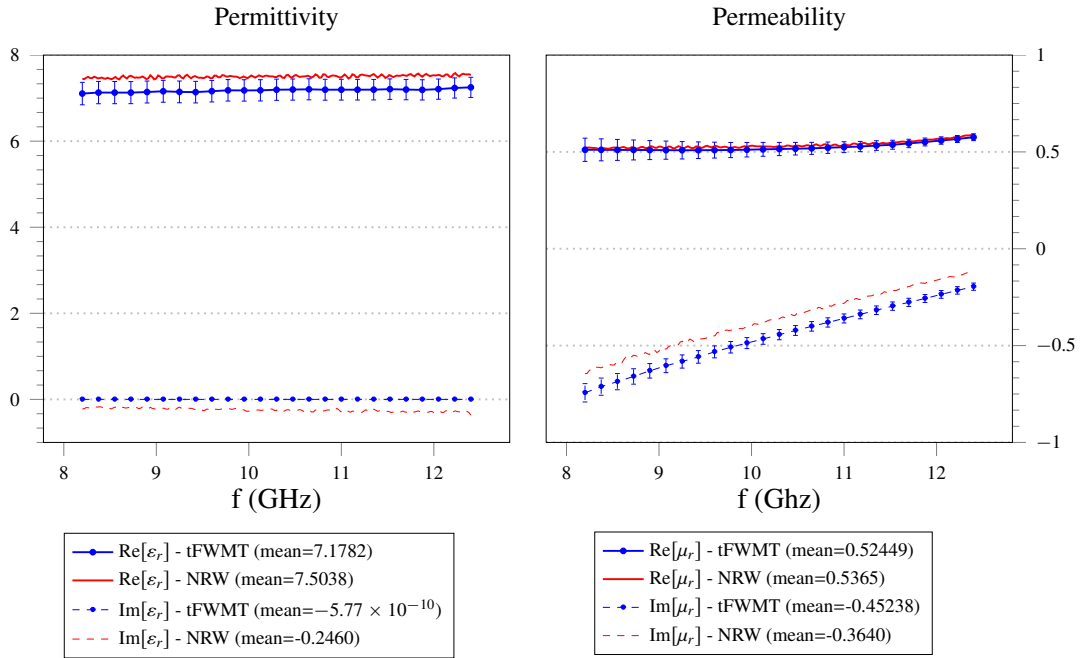 Permittivity
8
6
4
2
0
8
9
10
11
12
f (GHz)
Re[εr] - tFWMT (mean=7.1782)
Re[εr] - NRW (mean=7.5038)
Im[εr] - tFWMT (mean=−5.77 × 10⁻¹⁰)
Im[εr] - NRW (mean=-0.2460)
Permeability
1
0.5
0
−0.5
−1
8
9
10
11
12
f (Ghz)
Re[μr] - tFWMT (mean=0.52449)
Re[μr] - NRW (mean=0.5365)
Im[μr] - tFWMT (mean=-0.45238)
Im[μr] - NRW (mean=-0.3640)